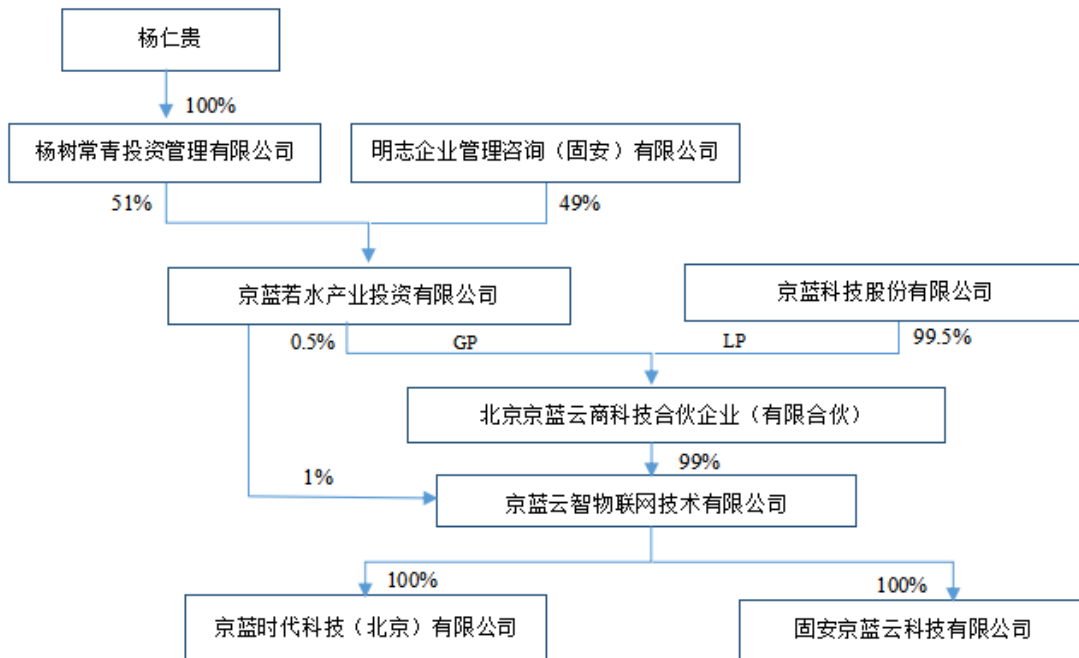 杨仁贵
100%
杨树常青投资管理有限公司
明志企业管理咨询（固安）有限公司
51%
49%
京蓝若水产业投资有限公司
京蓝科技股份有限公司
0.5%
GP
LP
99.5%
北京京蓝云商科技合伙企业（有限合伙）
99%
1%
京蓝云智物联网技术有限公司
100%
100%
京蓝时代科技（北京）有限公司
固安京蓝云科技有限公司